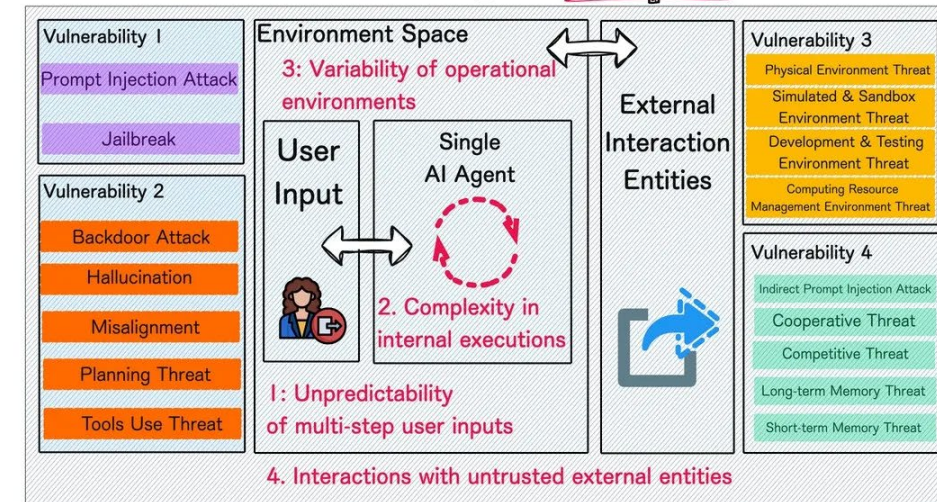 Vulnerability 1
Prompt Injection Attack
Jailbreak
Vulnerability 2
Backdoor Attack
Hallucination
Misalignment
Planning Threat
Tools Use Threat
Environment Space
3: Variability of operational
environments
User
Input
Single
AI Agent
2. Complexity in
internal executions
1: Unpredictability
of multi-step user inputs
External
Interaction
Entities
Vulnerability 3
Physical Environment Threat
Simulated & Sandbox
Environment Threat
Development & Testing
Environment Threat
Computing Resource
Management Environment Threat
Vulnerability 4
Indirect Prompt Injection Attack
Cooperative Threat
Competitive Threat
Long-term Memory Threat
Short-term Memory Threat
4. Interactions with untrusted external entities